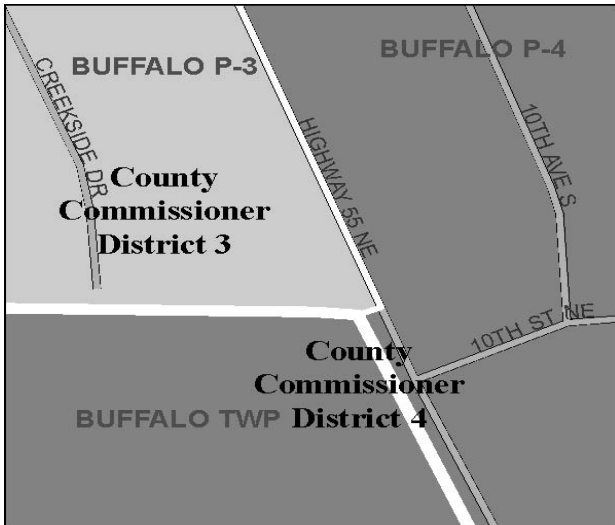 BUFFALO P-3
BUFFALO P-4
CREEKSIDE DR
HIGHWAY 55 NE
10TH AVE S
County
Commissioner
District 3
10TH ST NE
County
Commissioner
District 4
BUFFALO TWP